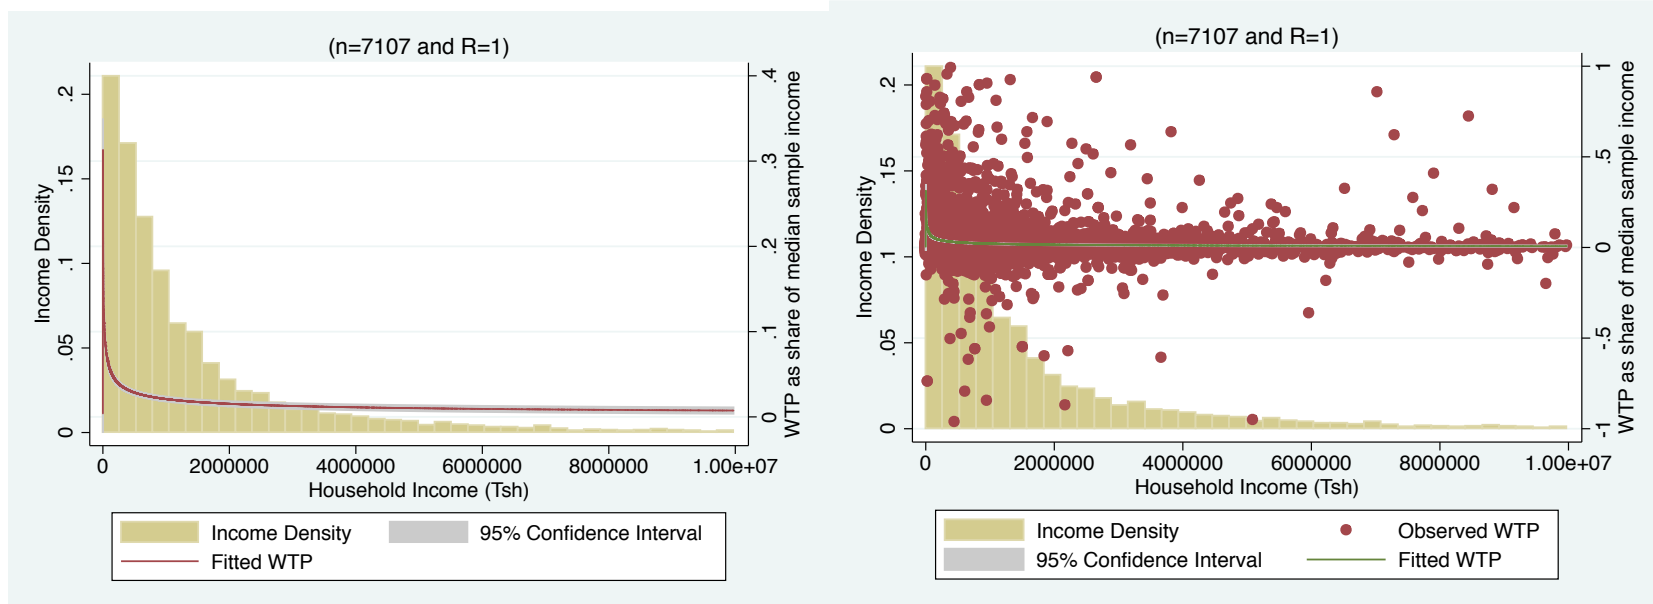 (n=7107 and R=1)
Income Density
0
.05
.1
.15
.2
WTP as share of median sample income
0
.1
.2
.3
.4
0 2000000 4000000 6000000 8000000 1.00e+07
Household Income (Tsh)
Income Density 95% Confidence Interval
Fitted WTP
(n=7107 and R=1)
Income Density
0
.05
.1
.15
.2
WTP as share of median sample income
-1
-.5
0
.5
1
0 2000000 4000000 6000000 8000000 1.00e+07
Household Income (Tsh)
Income Density Observed WTP
95% Confidence Interval Fitted WTP